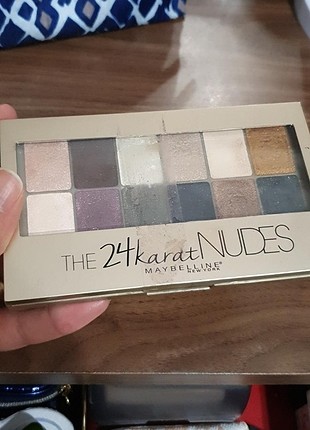 THE 24karat NUDES
MAYBELLINE®
NEW YORK